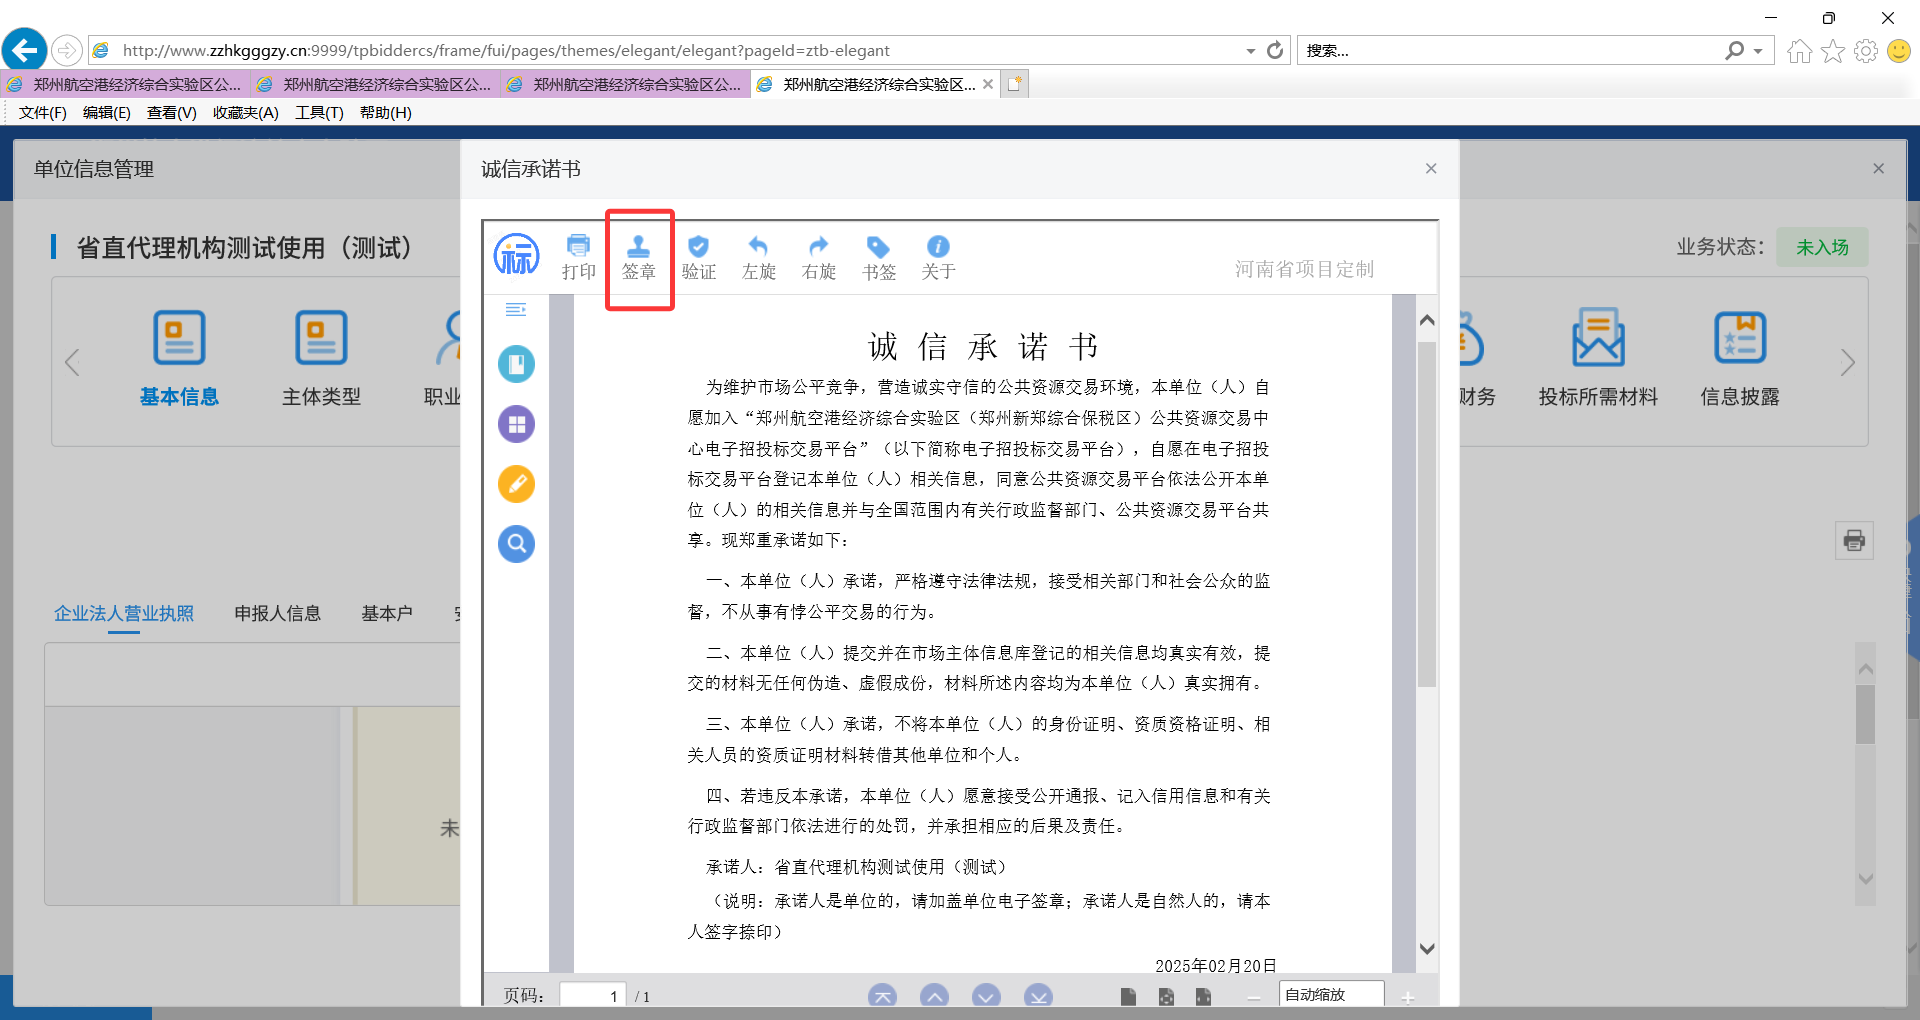 http://www.zzhkgggzy.cn:9999/tpbiddercs/frame/fui/pages/themes/elegant/elegant?pageId=ztb-elegant
搜索...
郑州航空港经济综合实验区公...
郑州航空港经济综合实验区公...
郑州航空港经济综合实验区公...
郑州航空港经济综合实验区...
文件(F) 编辑(E) 查看(V) 收藏夹(A) 工具(T) 帮助(H)
单位信息管理
诚信承诺书
省直代理机构测试使用（测试）
业务状态：
未入场
标
打印 签章 验证 左旋 右旋 书签 关于
河南省项目定制
基本信息 主体类型 职业
财务 投标所需材料 信息披露
诚 信 承 诺 书
为维护市场公平竞争，营造诚实守信的公共资源交易环境，本单位（人）自
愿加入“郑州航空港经济综合实验区（郑州新郑综合保税区）公共资源交易中
心电子招投标交易平台”（以下简称电子招投标交易平台），自愿在电子招投
标交易平台登记本单位（人）相关信息，同意公共资源交易平台依法公开本单
位（人）的相关信息并与全国范围内有关行政监督部门、公共资源交易平台共
享。现郑重承诺如下：
一、本单位（人）承诺，严格遵守法律法规，接受相关部门和社会公众的监
督，不从事有悖公平交易的行为。
二、本单位（人）提交并在市场主体信息库登记的相关信息均真实有效，提
交的材料无任何伪造、虚假成份，材料所述内容均为本单位（人）真实拥有。
三、本单位（人）承诺，不将本单位（人）的身份证明、资质资格证明、相
关人员的资质证明材料转借其他单位和个人。
四、若违反本承诺，本单位（人）愿意接受公开通报、记入信用信息和有关
行政监督部门依法进行的处罚，并承担相应的后果及责任。
承诺人：省直代理机构测试使用（测试）
（说明：承诺人是单位的，请加盖单位电子签章；承诺人是自然人的，请本
人签字捺印）
2025年02月20日
企业法人营业执照 申报人信息 基本户
未
页码： 1 / 1
自动缩放